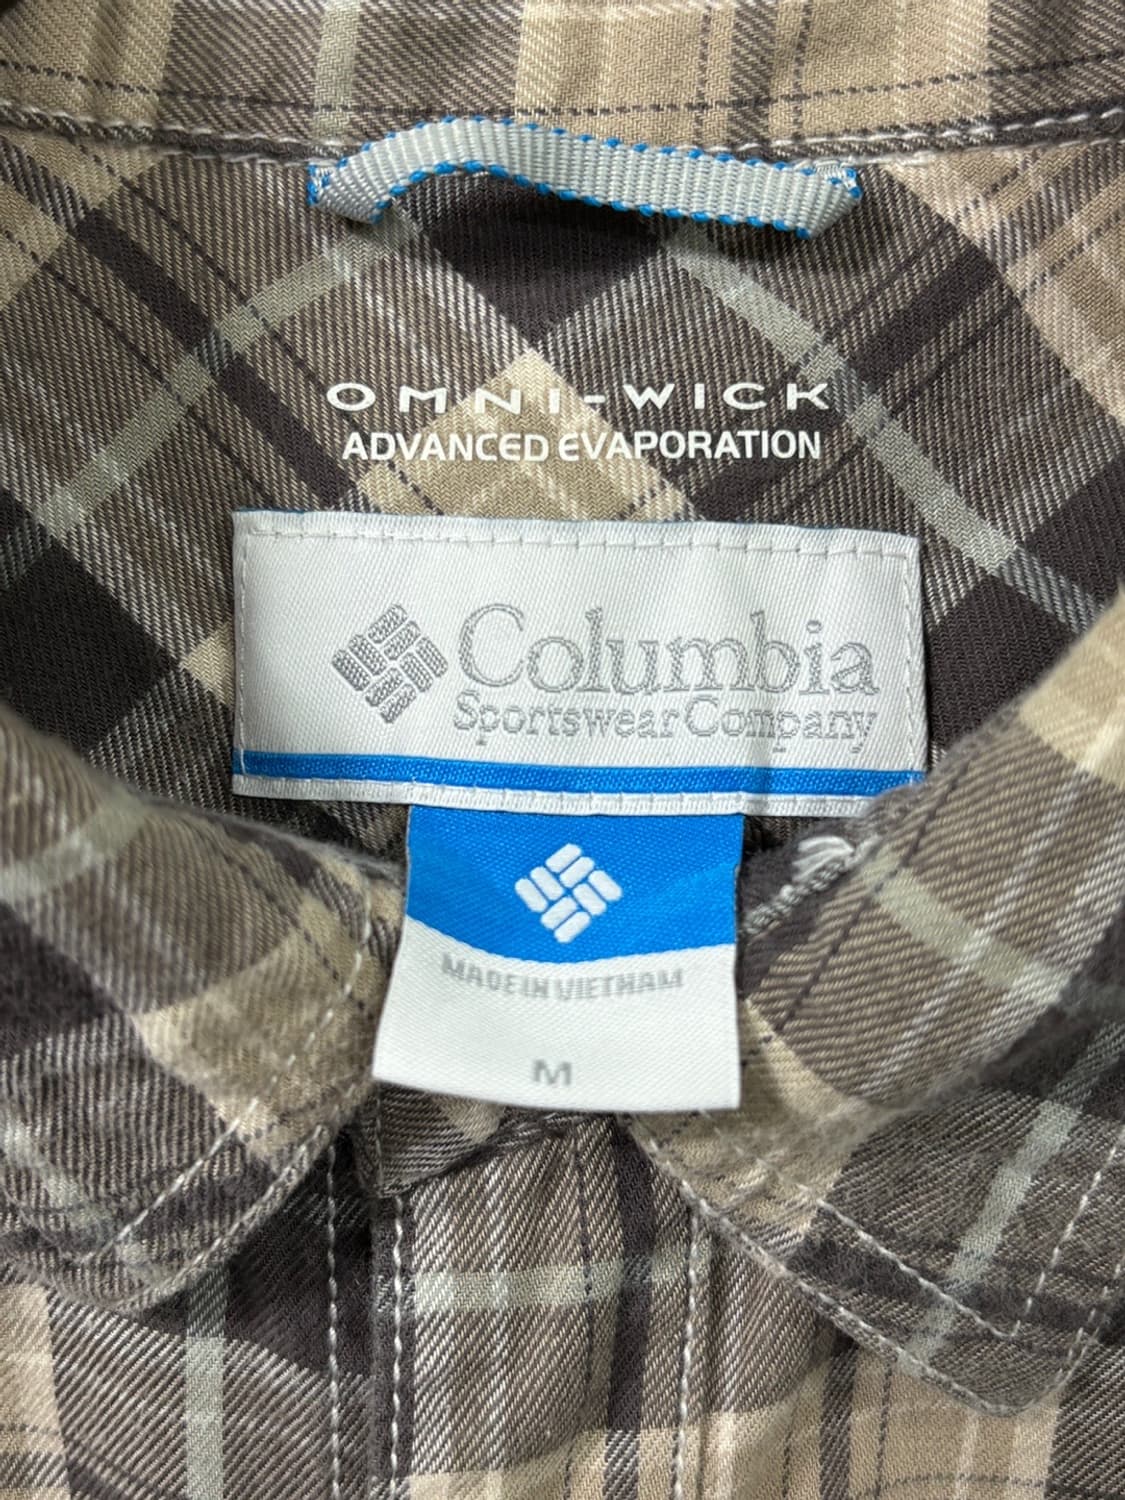 OMNI-WICK
ADVANCED EVAPORATION
Columbia
Sportswear Company
MADE IN VIETNAM
M